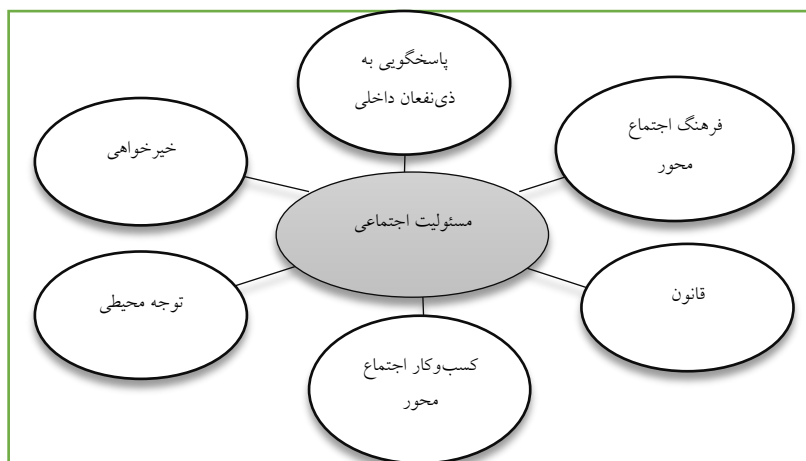 پاسخگویی به
ذی‌نفعان داخلی
فرهنگ اجتماع
محور
خیرخواهی
مسئولیت اجتماعی
قانون
توجه محیطی
کسب‌وکار اجتماع
محور